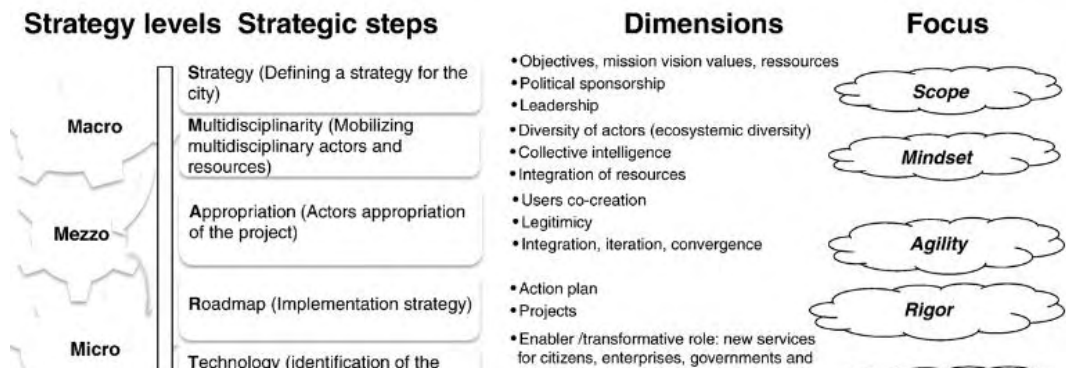 Strategy levels Strategic steps Dimensions Focus
Macro
Mezzo
Micro
Strategy (Defining a strategy for the
city)
Multidisciplinarity (Mobilizing
multidisciplinary actors and
resources)
Appropriation (Actors appropriation
of the project)
Roadmap (Implementation strategy)
Technology (identification of the
•Objectives, mission vision values, ressources
•Political sponsorship
•Leadership
•Diversity of actors (ecosystemic diversity)
•Collective intelligence
•Integration of resources
•Users co-creation
•Legitimicy
•Integration, iteration, convergence
•Action plan
•Projects
•Enabler /transformative role: new services
for citizens, enterprises, governments and
Scope
Mindset
Agility
Rigor